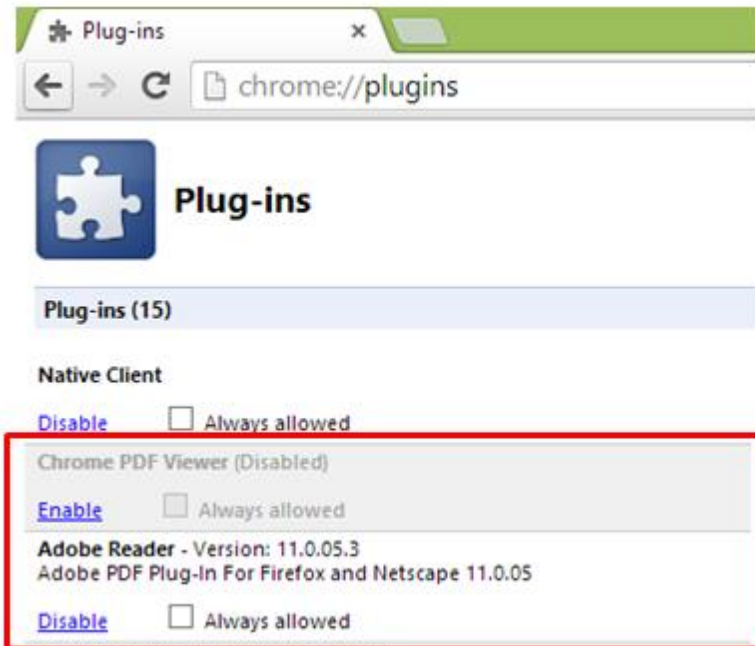 Plug-ins
chrome://plugins
Plug-ins
Plug-ins (15)
Native Client
Disable Always allowed
Chrome PDF Viewer (Disabled)
Enable Always allowed
Adobe Reader - Version: 11.0.05.3
Adobe PDF Plug-In For Firefox and Netscape 11.0.05
Disable Always allowed